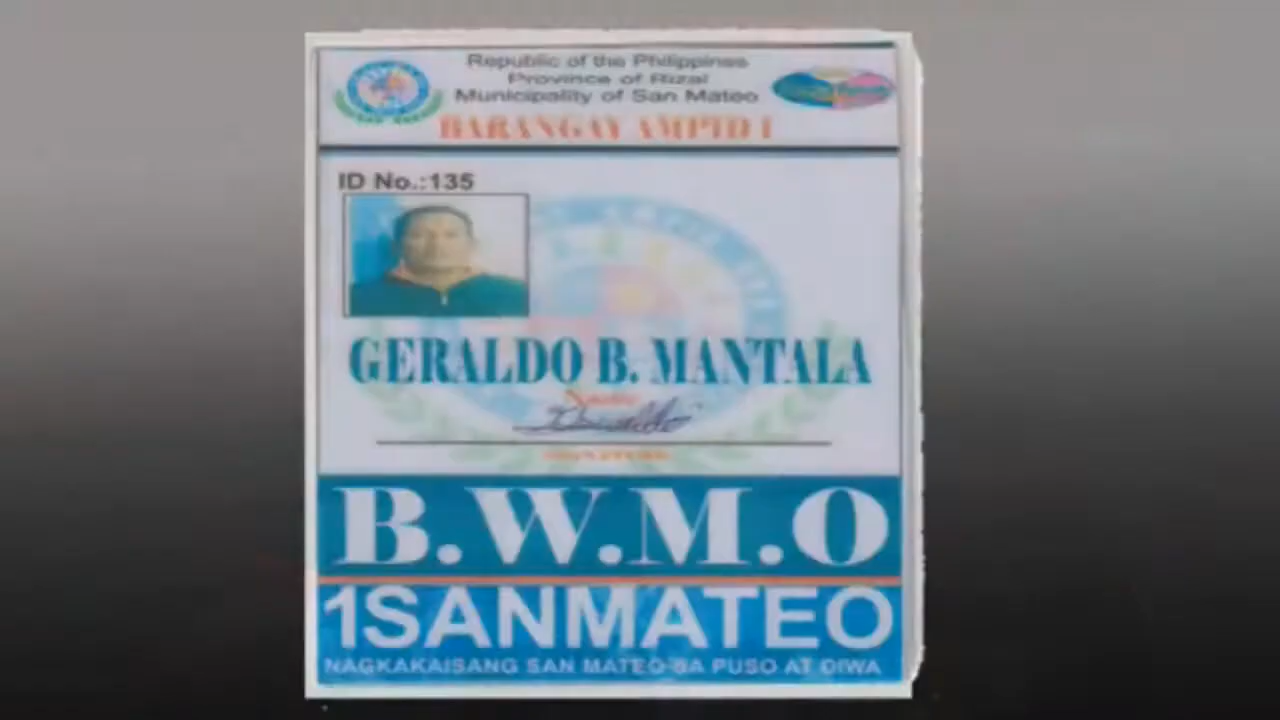 Republic of the Philippines
Province of Rizal
Municipality of San Mateo
BARANGAY AMPID I
ID No.:135
GERALDO B. MANTALA
Name
B.W.M.O
1SANMATEO
NAGKAKAISANG SAN MATEO SA PUSO AT DIWA